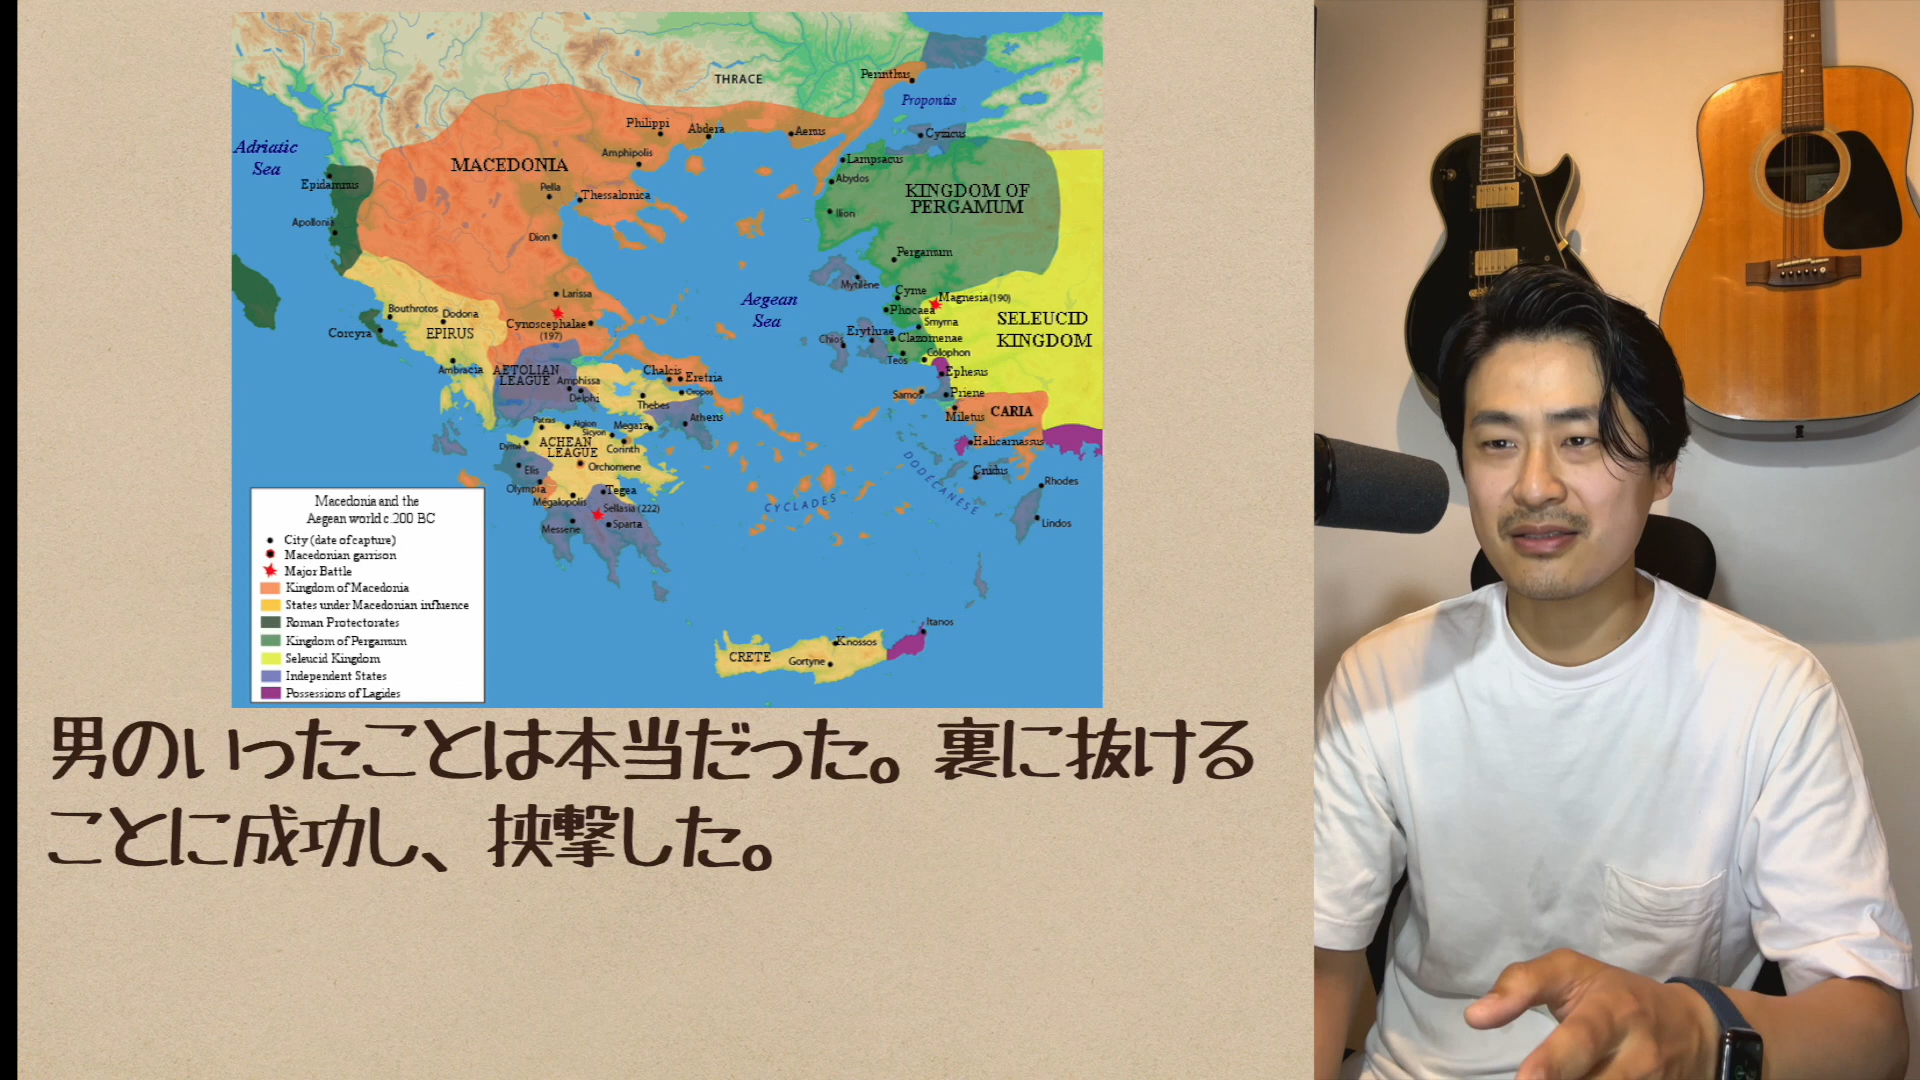 THRACE
Perinthus
Propontis
Philippi
Abdera
Aenus
Cyzicus
Adriatic
Sea
Amphipolis
MACEDONIA
Lampsacus
Epidamnus
Pella
Thessalonica
Abydos
KINGDOM OF
PERGAMUM
Apollonia
Ilion
Dion
Pergamum
Mytilène
Larissa
Aegean
Sea
Cyme
Magnesia (190)
Bouthrotos
Dodona
Phocaea
Corcyra
EPIRUS
Cynoscephalae
(197)
Smyrna
SELEUCID
KINGDOM
Erythrae
Chios
Clazomenae
Teos
Colophon
Ambracia
AETOLIAN
LEAGUE
Amphissa
Delphi
Chalcis
Eretria
Oropos
Ephesus
Thebes
Samos
Priene
Athens
Miletus
CARIA
Patras
Aigion
Sicyon
Megara
Dymé
ACHEAN
LEAGUE
Corinth
Halicarnassus
Elis
Orchomene
Cnidus
DODECANESE
Olympia
Tegea
Rhodes
Mégalopolis
Sellasia (222)
CYCLADES
Messene
Sparta
Lindos
Itanos
CRETE
Knossos
Gortyne
Macedonia and the
Aegean world c.200 BC
City (date of capture)
Macedonian garrison
Major Battle
Kingdom of Macedonia
States under Macedonian influence
Roman Protectorates
Kingdom of Pergamum
Seleucid Kingdom
Independent States
Possessions of Lagides
男のいったことは本当だった。裏に抜ける
ことに成功し、挟撃した。